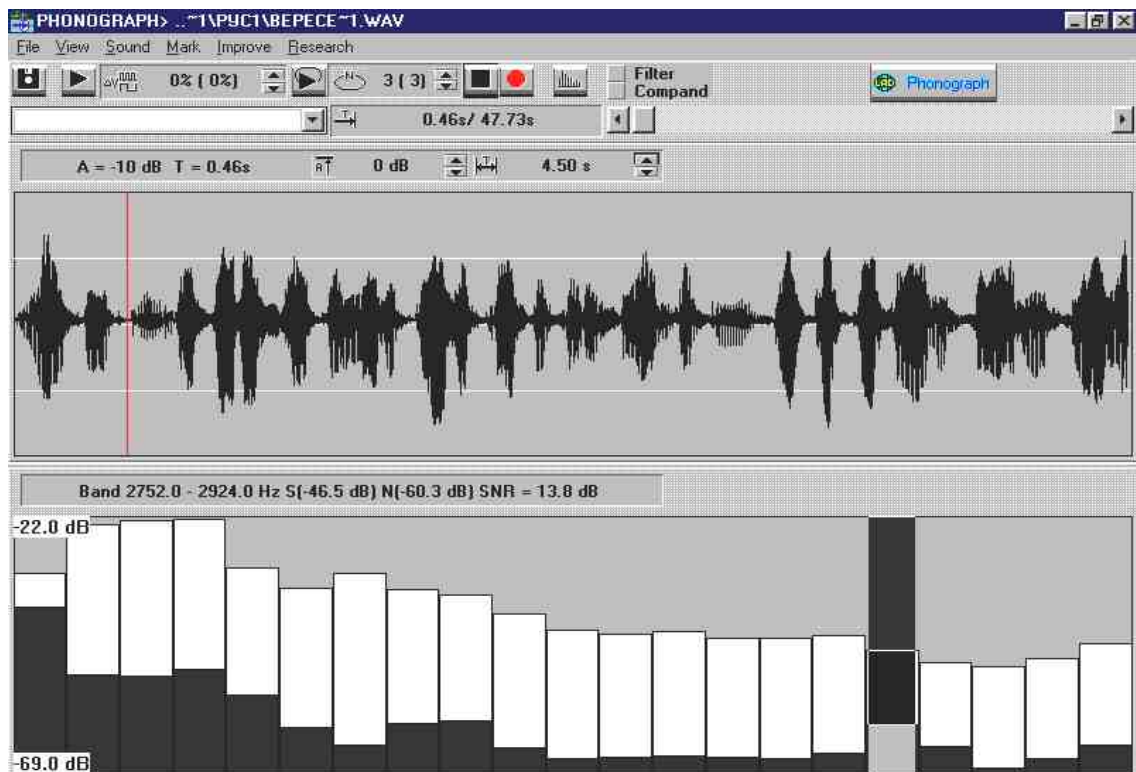 PHONOGRAPH> ..~1\РУС1\ВЕРЕСЕ~1.WAV
File View Sound Mark Improve Research
0% ( 0%) N 3 ( 3) Filter
Compand
LAB Phonograph
T 0.46s/ 47.73s
A = -10 dB T = 0.46s A 0 dB T 4.50 s
Band 2752.0 - 2924.0 Hz S(-46.5 dB) N(-60.3 dB) SNR = 13.8 dB
-22.0 dB
-69.0 dB